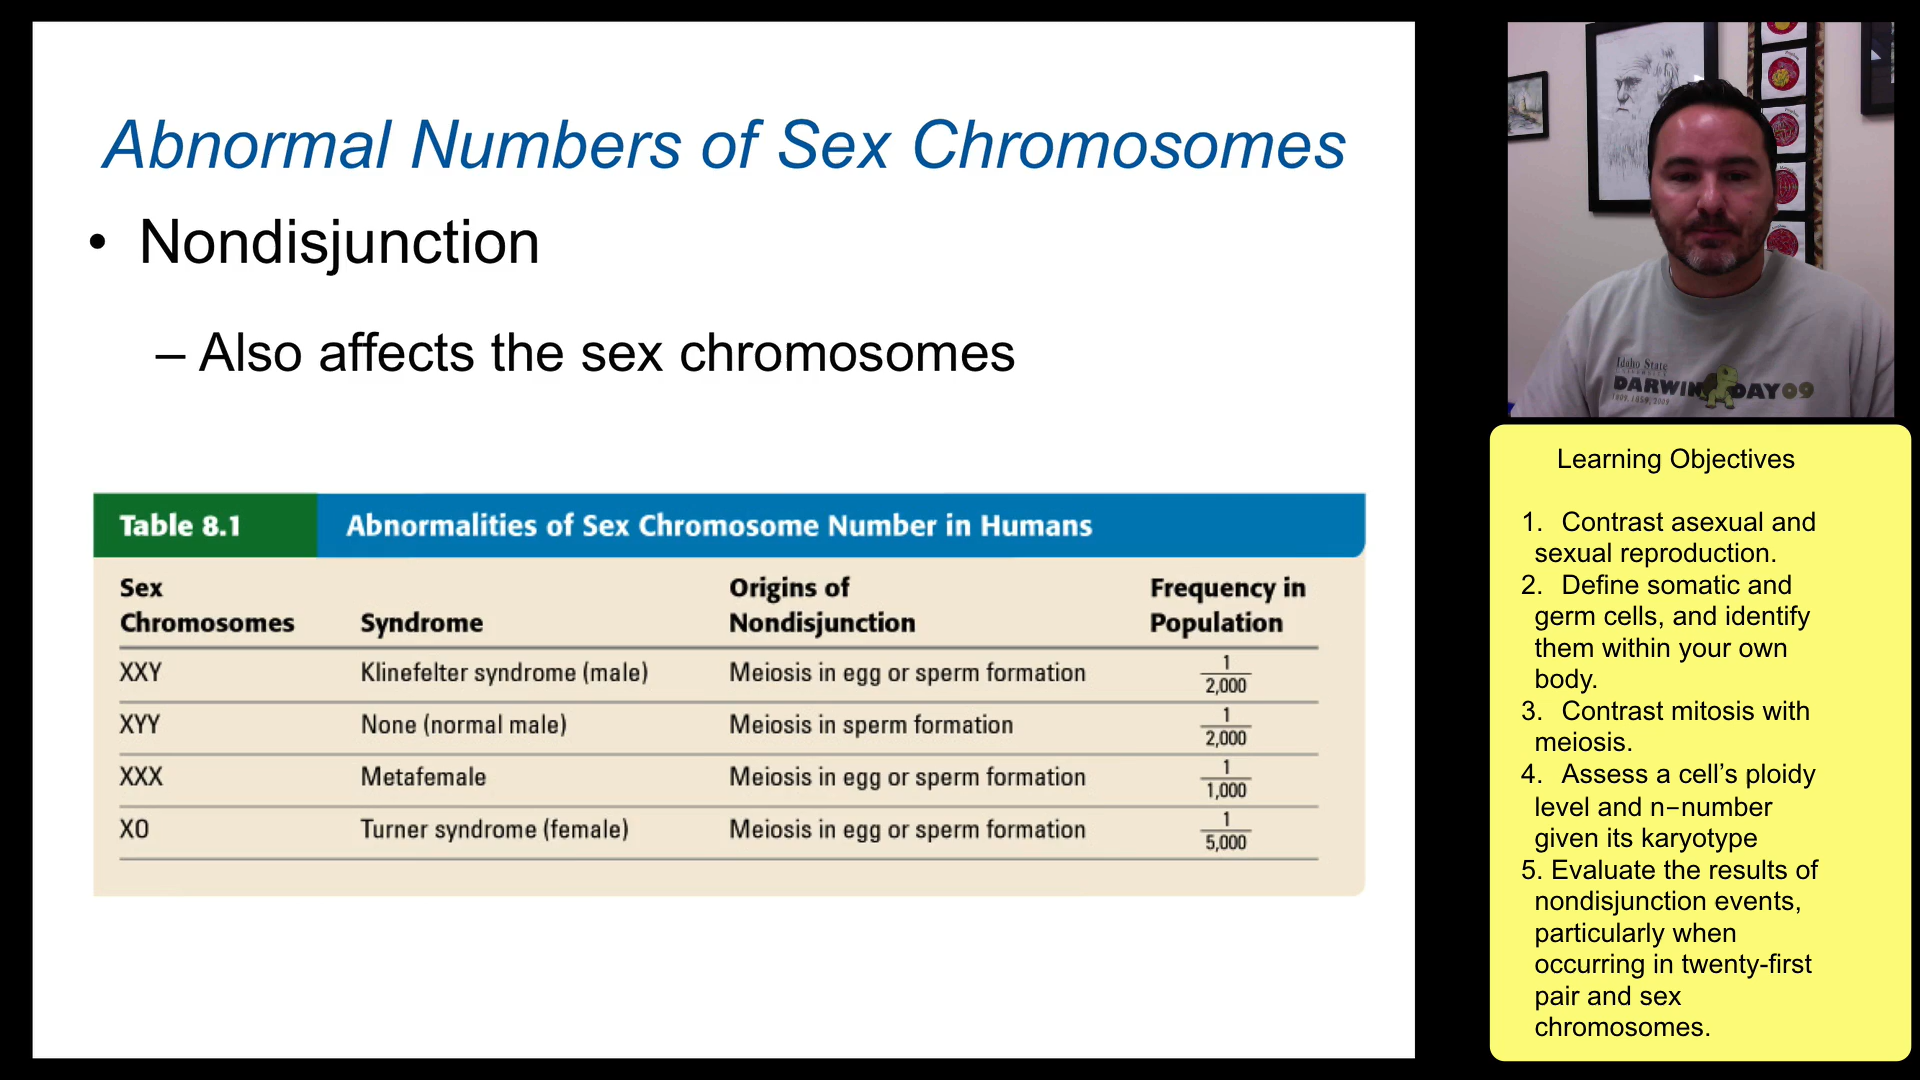 Abnormal Numbers of Sex Chromosomes
• Nondisjunction
– Also affects the sex chromosomes
Table 8.1 Abnormalities of Sex Chromosome Number in Humans
Sex Chromosomes Syndrome Origins of Nondisjunction Frequency in Population
XXY Klinefelter syndrome (male) Meiosis in egg or sperm formation 1/2,000
XYY None (normal male) Meiosis in sperm formation 1/2,000
XXX Metafemale Meiosis in egg or sperm formation 1/1,000
XO Turner syndrome (female) Meiosis in egg or sperm formation 1/5,000
Idaho State
DARWIN DAY 09
Learning Objectives
1. Contrast asexual and
sexual reproduction.
2. Define somatic and
germ cells, and identify
them within your own
body.
3. Contrast mitosis with
meiosis.
4. Assess a cell’s ploidy
level and n–number
given its karyotype
5. Evaluate the results of
nondisjunction events,
particularly when
occurring in twenty-first
pair and sex
chromosomes.